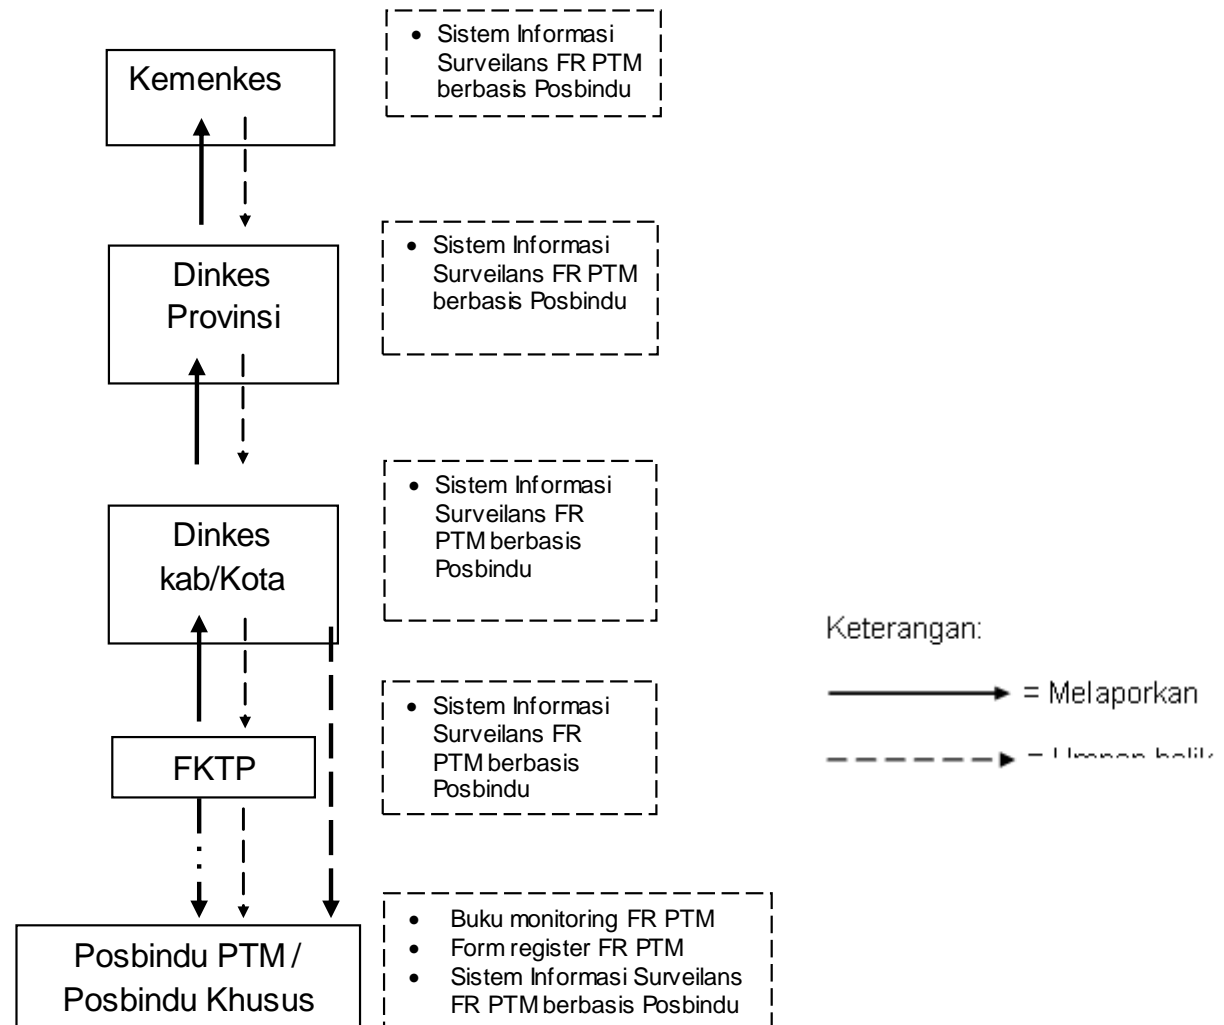 Kemenkes
• Sistem Informasi
Surveilans FR PTM
berbasis Posbindu
Dinkes
Provinsi
• Sistem Informasi
Surveilans FR PTM
berbasis Posbindu
Dinkes
kab/Kota
• Sistem Informasi
Surveilans FR
PTM berbasis
Posbindu
FKTP
• Sistem Informasi
Surveilans FR
PTM berbasis
Posbindu
Posbindu PTM /
Posbindu Khusus
• Buku monitoring FR PTM
• Form register FR PTM
• Sistem Informasi Surveilans
FR PTM berbasis Posbindu
Keterangan:
= Melaporkan
=